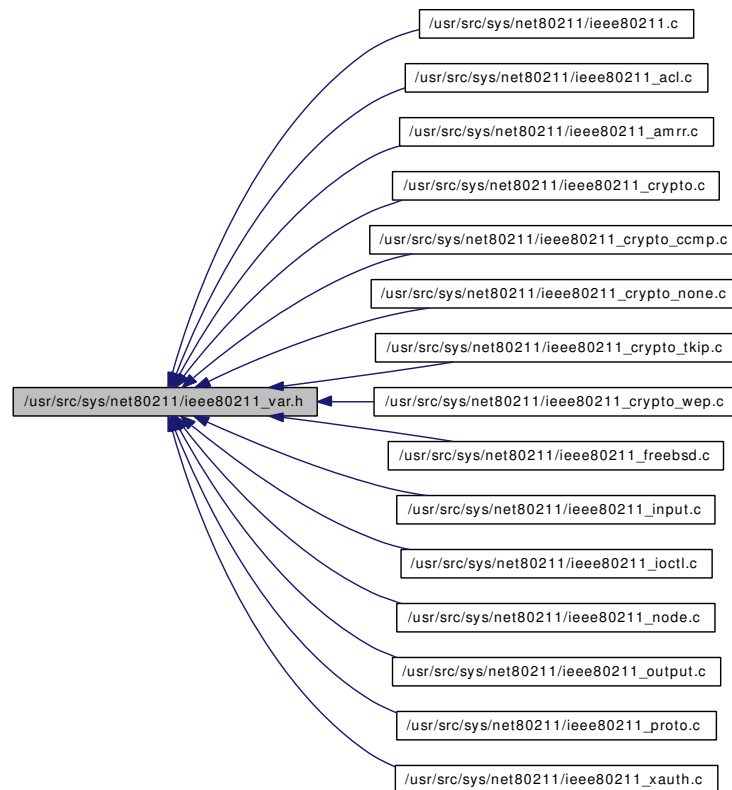 /usr/src/sys/net80211/ieee80211.c
/usr/src/sys/net80211/ieee80211_acl.c
/usr/src/sys/net80211/ieee80211_amrr.c
/usr/src/sys/net80211/ieee80211_crypto.c
/usr/src/sys/net80211/ieee80211_crypto_ccmp.c
/usr/src/sys/net80211/ieee80211_crypto_none.c
/usr/src/sys/net80211/ieee80211_crypto_tkip.c
/usr/src/sys/net80211/ieee80211_var.h
/usr/src/sys/net80211/ieee80211_crypto_wep.c
/usr/src/sys/net80211/ieee80211_freebsd.c
/usr/src/sys/net80211/ieee80211_input.c
/usr/src/sys/net80211/ieee80211_ioctl.c
/usr/src/sys/net80211/ieee80211_node.c
/usr/src/sys/net80211/ieee80211_output.c
/usr/src/sys/net80211/ieee80211_proto.c
/usr/src/sys/net80211/ieee80211_xauth.c